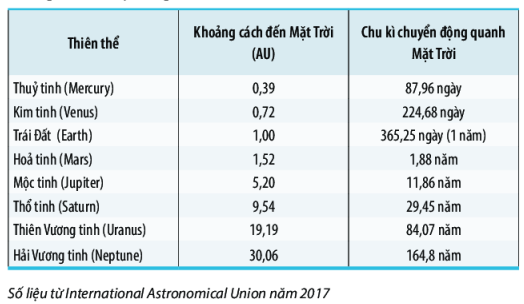 Thiên thể Khoảng cách đến Mặt Trời Chu kì chuyển động quanh
(AU) Mặt Trời
Thuỷ tinh (Mercury) 0,39 87,96 ngày
Kim tinh (Venus) 0,72 224,68 ngày
Trái Đất (Earth) 1,00 365,25 ngày (1 năm)
Hoả tinh (Mars) 1,52 1,88 năm
Mộc tinh (Jupiter) 5,20 11,86 năm
Thổ tinh (Saturn) 9,54 29,45 năm
Thiên Vương tinh (Uranus) 19,19 84,07 năm
Hải Vương tinh (Neptune) 30,06 164,8 năm
Số liệu từ International Astronomical Union năm 2017